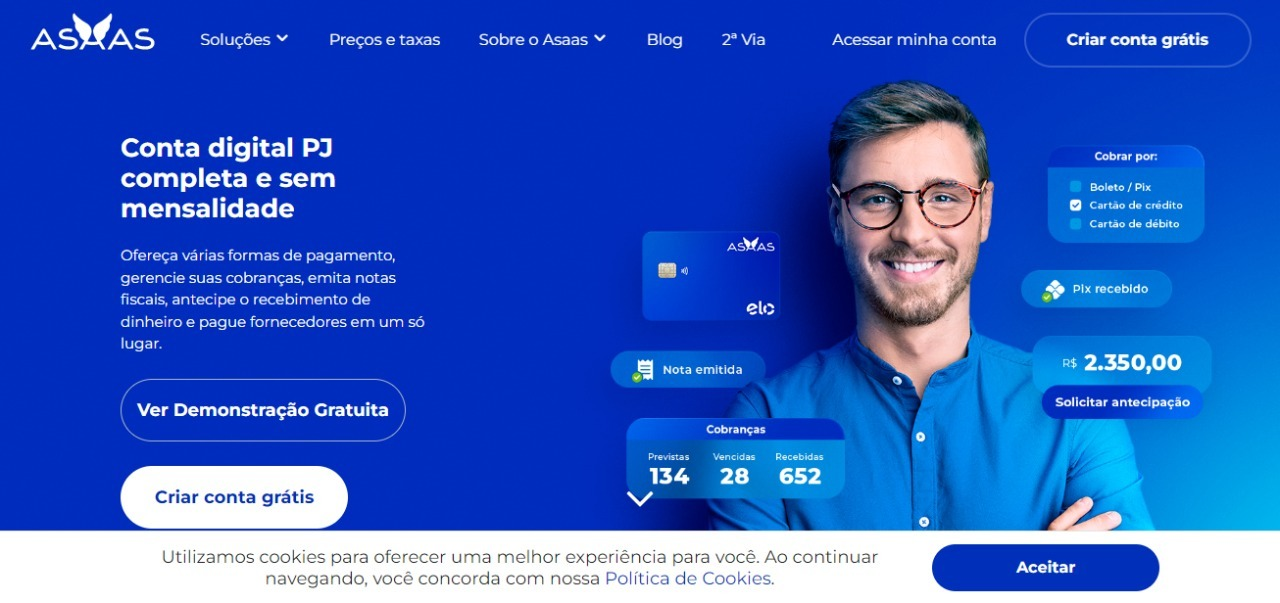 ASAAS
Soluções
Preços e taxas
Sobre o Asaas
Blog
2ª Via
Acessar minha conta
Criar conta grátis
Conta digital PJ
completa e sem
mensalidade
Ofereça várias formas de pagamento,
gerencie suas cobranças, emita notas
fiscais, antecipe o recebimento de
dinheiro e pague fornecedores em um só
lugar.
Ver Demonstração Gratuita
Criar conta grátis
ASAAS
elo
Nota emitida
Cobranças
Previstas Vencidas Recebidas
134 28 652
Cobrar por:
Boleto / Pix
Cartão de crédito
Cartão de débito
Pix recebido
R$ 2.350,00
Solicitar antecipação
Utilizamos cookies para oferecer uma melhor experiência para você. Ao continuar
navegando, você concorda com nossa Política de Cookies.
Aceitar